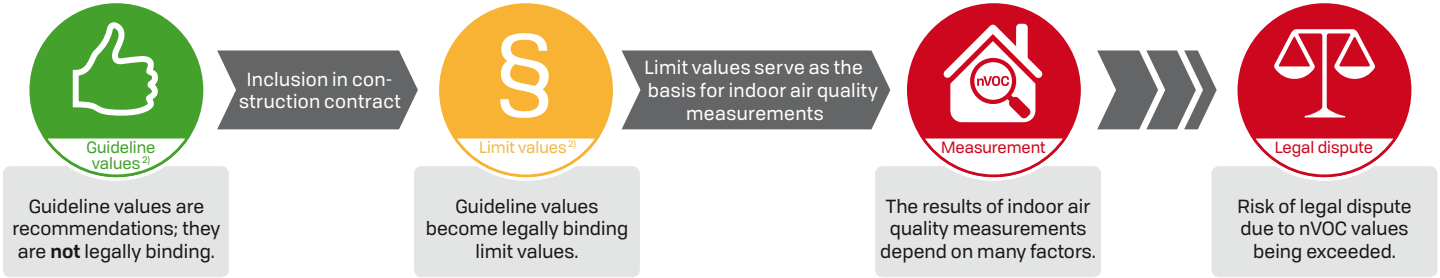 Guideline
values 2)
Guideline values are
recommendations; they
are not legally binding.
Inclusion in con-
struction contract
§
Limit values 2)
Guideline values
become legally binding
limit values.
Limit values serve as the
basis for indoor air quality
measurements
nVOC
Measurement
The results of indoor air
quality measurements
depend on many factors.
Legal dispute
Risk of legal dispute
due to nVOC values
being exceeded.